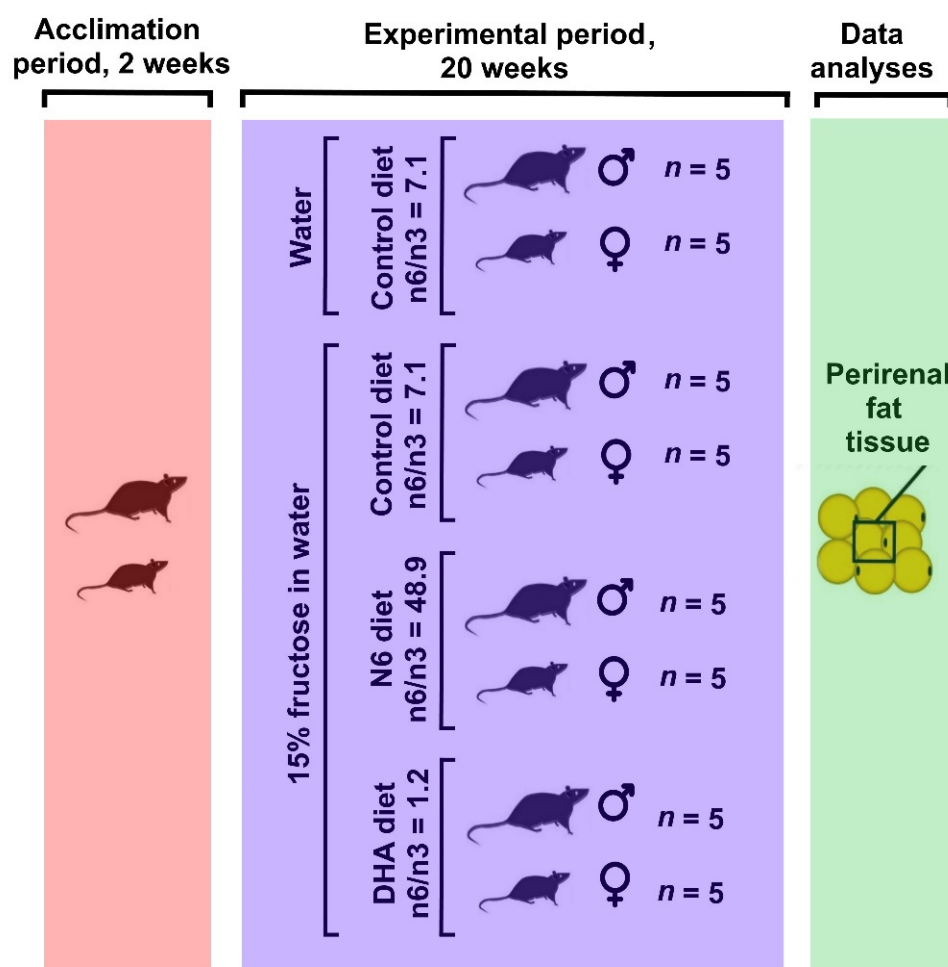 Acclimation
period, 2 weeks
Experimental period,
20 weeks
Data
analyses
Water
Control diet
n6/n3 = 7.1
♂ n = 5
♀ n = 5
15% fructose in water
Control diet
n6/n3 = 7.1
♂ n = 5
♀ n = 5
N6 diet
n6/n3 = 48.9
♂ n = 5
♀ n = 5
DHA diet
n6/n3 = 1.2
♂ n = 5
♀ n = 5
Perirenal
fat
tissue